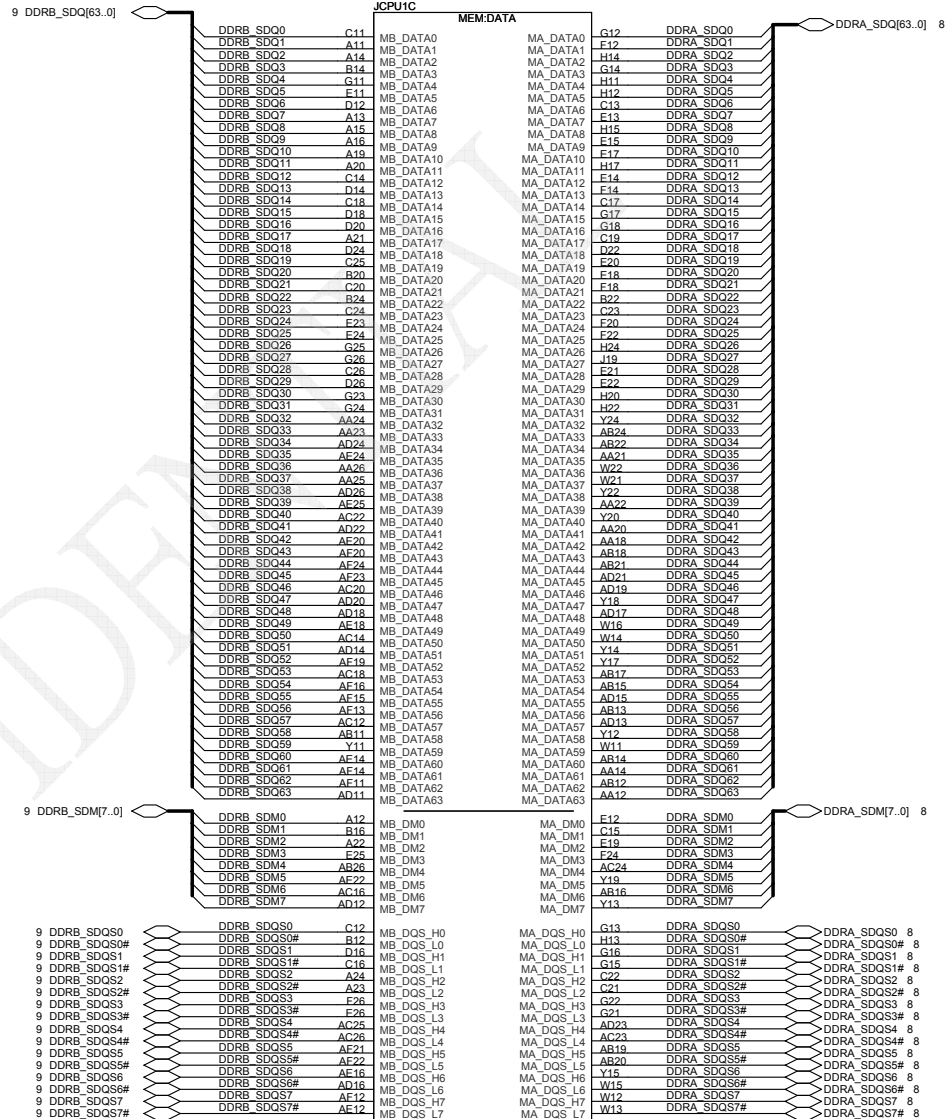 JCPU1C
MEM:DATA
9 DDRB_SDQ[63..0] DDRA_SDQ[63..0] 8
DDRB_SDQ0 C11 MB_DATA0 MA_DATA0 G12 DDRA_SDQ0
DDRB_SDQ1 A11 MB_DATA1 MA_DATA1 F12 DDRA_SDQ1
DDRB_SDQ2 A14 MB_DATA2 MA_DATA2 H14 DDRA_SDQ2
DDRB_SDQ3 B14 MB_DATA3 MA_DATA3 G14 DDRA_SDQ3
DDRB_SDQ4 G11 MB_DATA4 MA_DATA4 H11 DDRA_SDQ4
DDRB_SDQ5 E11 MB_DATA5 MA_DATA5 H12 DDRA_SDQ5
DDRB_SDQ6 D12 MB_DATA6 MA_DATA6 C13 DDRA_SDQ6
DDRB_SDQ7 A13 MB_DATA7 MA_DATA7 E13 DDRA_SDQ7
DDRB_SDQ8 A15 MB_DATA8 MA_DATA8 H15 DDRA_SDQ8
DDRB_SDQ9 A16 MB_DATA9 MA_DATA9 E15 DDRA_SDQ9
DDRB_SDQ10 A19 MB_DATA10 MA_DATA10 E17 DDRA_SDQ10
DDRB_SDQ11 A20 MB_DATA11 MA_DATA11 H17 DDRA_SDQ11
DDRB_SDQ12 C14 MB_DATA12 MA_DATA12 E14 DDRA_SDQ12
DDRB_SDQ13 D14 MB_DATA13 MA_DATA13 F14 DDRA_SDQ13
DDRB_SDQ14 C18 MB_DATA14 MA_DATA14 C17 DDRA_SDQ14
DDRB_SDQ15 D18 MB_DATA15 MA_DATA15 G17 DDRA_SDQ15
DDRB_SDQ16 D20 MB_DATA16 MA_DATA16 G18 DDRA_SDQ16
DDRB_SDQ17 A21 MB_DATA17 MA_DATA17 C19 DDRA_SDQ17
DDRB_SDQ18 D24 MB_DATA18 MA_DATA18 D22 DDRA_SDQ18
DDRB_SDQ19 C25 MB_DATA19 MA_DATA19 E20 DDRA_SDQ19
DDRB_SDQ20 B20 MB_DATA20 MA_DATA20 E18 DDRA_SDQ20
DDRB_SDQ21 C20 MB_DATA21 MA_DATA21 F18 DDRA_SDQ21
DDRB_SDQ22 B24 MB_DATA22 MA_DATA22 B22 DDRA_SDQ22
DDRB_SDQ23 C24 MB_DATA23 MA_DATA23 C23 DDRA_SDQ23
DDRB_SDQ24 E23 MB_DATA24 MA_DATA24 F20 DDRA_SDQ24
DDRB_SDQ25 E24 MB_DATA25 MA_DATA25 F22 DDRA_SDQ25
DDRB_SDQ26 G25 MB_DATA26 MA_DATA26 H24 DDRA_SDQ26
DDRB_SDQ27 G26 MB_DATA27 MA_DATA27 J19 DDRA_SDQ27
DDRB_SDQ28 C26 MB_DATA28 MA_DATA28 E21 DDRA_SDQ28
DDRB_SDQ29 D26 MB_DATA29 MA_DATA29 E22 DDRA_SDQ29
DDRB_SDQ30 G23 MB_DATA30 MA_DATA30 H20 DDRA_SDQ30
DDRB_SDQ31 G24 MB_DATA31 MA_DATA31 H22 DDRA_SDQ31
DDRB_SDQ32 AA24 MB_DATA32 MA_DATA32 Y24 DDRA_SDQ32
DDRB_SDQ33 AA23 MB_DATA33 MA_DATA33 AB24 DDRA_SDQ33
DDRB_SDQ34 AD24 MB_DATA34 MA_DATA34 AB22 DDRA_SDQ34
DDRB_SDQ35 AE24 MB_DATA35 MA_DATA35 AA21 DDRA_SDQ35
DDRB_SDQ36 AA26 MB_DATA36 MA_DATA36 W22 DDRA_SDQ36
DDRB_SDQ37 AA25 MB_DATA37 MA_DATA37 W21 DDRA_SDQ37
DDRB_SDQ38 AD26 MB_DATA38 MA_DATA38 Y22 DDRA_SDQ38
DDRB_SDQ39 AE25 MB_DATA39 MA_DATA39 AA22 DDRA_SDQ39
DDRB_SDQ40 AC22 MB_DATA40 MA_DATA40 Y20 DDRA_SDQ40
DDRB_SDQ41 AD22 MB_DATA41 MA_DATA41 AA20 DDRA_SDQ41
DDRB_SDQ42 AE20 MB_DATA42 MA_DATA42 AA18 DDRA_SDQ42
DDRB_SDQ43 AF20 MB_DATA43 MA_DATA43 AB18 DDRA_SDQ43
DDRB_SDQ44 AF24 MB_DATA44 MA_DATA44 AB21 DDRA_SDQ44
DDRB_SDQ45 AF23 MB_DATA45 MA_DATA45 AD21 DDRA_SDQ45
DDRB_SDQ46 AC20 MB_DATA46 MA_DATA46 AD19 DDRA_SDQ46
DDRB_SDQ47 AD20 MB_DATA47 MA_DATA47 Y18 DDRA_SDQ47
DDRB_SDQ48 AD18 MB_DATA48 MA_DATA48 AD17 DDRA_SDQ48
DDRB_SDQ49 AE18 MB_DATA49 MA_DATA49 W16 DDRA_SDQ49
DDRB_SDQ50 AC14 MB_DATA50 MA_DATA50 W14 DDRA_SDQ50
DDRB_SDQ51 AD14 MB_DATA51 MA_DATA51 Y14 DDRA_SDQ51
DDRB_SDQ52 AF19 MB_DATA52 MA_DATA52 Y17 DDRA_SDQ52
DDRB_SDQ53 AC18 MB_DATA53 MA_DATA53 AB17 DDRA_SDQ53
DDRB_SDQ54 AF16 MB_DATA54 MA_DATA54 AB15 DDRA_SDQ54
DDRB_SDQ55 AF15 MB_DATA55 MA_DATA55 AD15 DDRA_SDQ55
DDRB_SDQ56 AF13 MB_DATA56 MA_DATA56 AB13 DDRA_SDQ56
DDRB_SDQ57 AC12 MB_DATA57 MA_DATA57 AD13 DDRA_SDQ57
DDRB_SDQ58 AB11 MB_DATA58 MA_DATA58 Y12 DDRA_SDQ58
DDRB_SDQ59 Y11 MB_DATA59 MA_DATA59 W11 DDRA_SDQ59
DDRB_SDQ60 AE14 MB_DATA60 MA_DATA60 AB14 DDRA_SDQ60
DDRB_SDQ61 AF14 MB_DATA61 MA_DATA61 AA14 DDRA_SDQ61
DDRB_SDQ62 AF11 MB_DATA62 MA_DATA62 AB12 DDRA_SDQ62
DDRB_SDQ63 AD11 MB_DATA63 MA_DATA63 AA12 DDRA_SDQ63
9 DDRB_SDM[7..0] DDRA_SDM[7..0] 8
DDRB_SDM0 A12 MB_DM0 MA_DM0 E12 DDRA_SDM0
DDRB_SDM1 B16 MB_DM1 MA_DM1 C15 DDRA_SDM1
DDRB_SDM2 A22 MB_DM2 MA_DM2 E19 DDRA_SDM2
DDRB_SDM3 E25 MB_DM3 MA_DM3 F24 DDRA_SDM3
DDRB_SDM4 AB26 MB_DM4 MA_DM4 AC24 DDRA_SDM4
DDRB_SDM5 AE22 MB_DM5 MA_DM5 Y19 DDRA_SDM5
DDRB_SDM6 AC16 MB_DM6 MA_DM6 AB16 DDRA_SDM6
DDRB_SDM7 AD12 MB_DM7 MA_DM7 Y13 DDRA_SDM7
9 DDRB_SDQS0 DDRB_SDQS0 C12 MB_DQS_H0 MA_DQS_H0 G13 DDRA_SDQS0 DDRA_SDQS0 8
9 DDRB_SDQS0# DDRB_SDQS0# B12 MB_DQS_L0 MA_DQS_L0 H13 DDRA_SDQS0# DDRA_SDQS0# 8
9 DDRB_SDQS1 DDRB_SDQS1 D16 MB_DQS_H1 MA_DQS_H1 G16 DDRA_SDQS1 DDRA_SDQS1 8
9 DDRB_SDQS1# DDRB_SDQS1# C16 MB_DQS_L1 MA_DQS_L1 G15 DDRA_SDQS1# DDRA_SDQS1# 8
9 DDRB_SDQS2 DDRB_SDQS2 A24 MB_DQS_H2 MA_DQS_H2 C22 DDRA_SDQS2 DDRA_SDQS2 8
9 DDRB_SDQS2# DDRB_SDQS2# A23 MB_DQS_L2 MA_DQS_L2 C21 DDRA_SDQS2# DDRA_SDQS2# 8
9 DDRB_SDQS3 DDRB_SDQS3 F26 MB_DQS_H3 MA_DQS_H3 G22 DDRA_SDQS3 DDRA_SDQS3 8
9 DDRB_SDQS3# DDRB_SDQS3# E26 MB_DQS_L3 MA_DQS_L3 G21 DDRA_SDQS3# DDRA_SDQS3# 8
9 DDRB_SDQS4 DDRB_SDQS4 AC25 MB_DQS_H4 MA_DQS_H4 AD23 DDRA_SDQS4 DDRA_SDQS4 8
9 DDRB_SDQS4# DDRB_SDQS4# AC26 MB_DQS_L4 MA_DQS_L4 AC23 DDRA_SDQS4# DDRA_SDQS4# 8
9 DDRB_SDQS5 DDRB_SDQS5 AF21 MB_DQS_H5 MA_DQS_H5 AB19 DDRA_SDQS5 DDRA_SDQS5 8
9 DDRB_SDQS5# DDRB_SDQS5# AF22 MB_DQS_L5 MA_DQS_L5 AB20 DDRA_SDQS5# DDRA_SDQS5# 8
9 DDRB_SDQS6 DDRB_SDQS6 AE16 MB_DQS_H6 MA_DQS_H6 Y15 DDRA_SDQS6 DDRA_SDQS6 8
9 DDRB_SDQS6# DDRB_SDQS6# AD16 MB_DQS_L6 MA_DQS_L6 W15 DDRA_SDQS6# DDRA_SDQS6# 8
9 DDRB_SDQS7 DDRB_SDQS7 AF12 MB_DQS_H7 MA_DQS_H7 W12 DDRA_SDQS7 DDRA_SDQS7 8
9 DDRB_SDQS7# DDRB_SDQS7# AE12 MB_DQS_L7 MA_DQS_L7 W13 DDRA_SDQS7# DDRA_SDQS7# 8